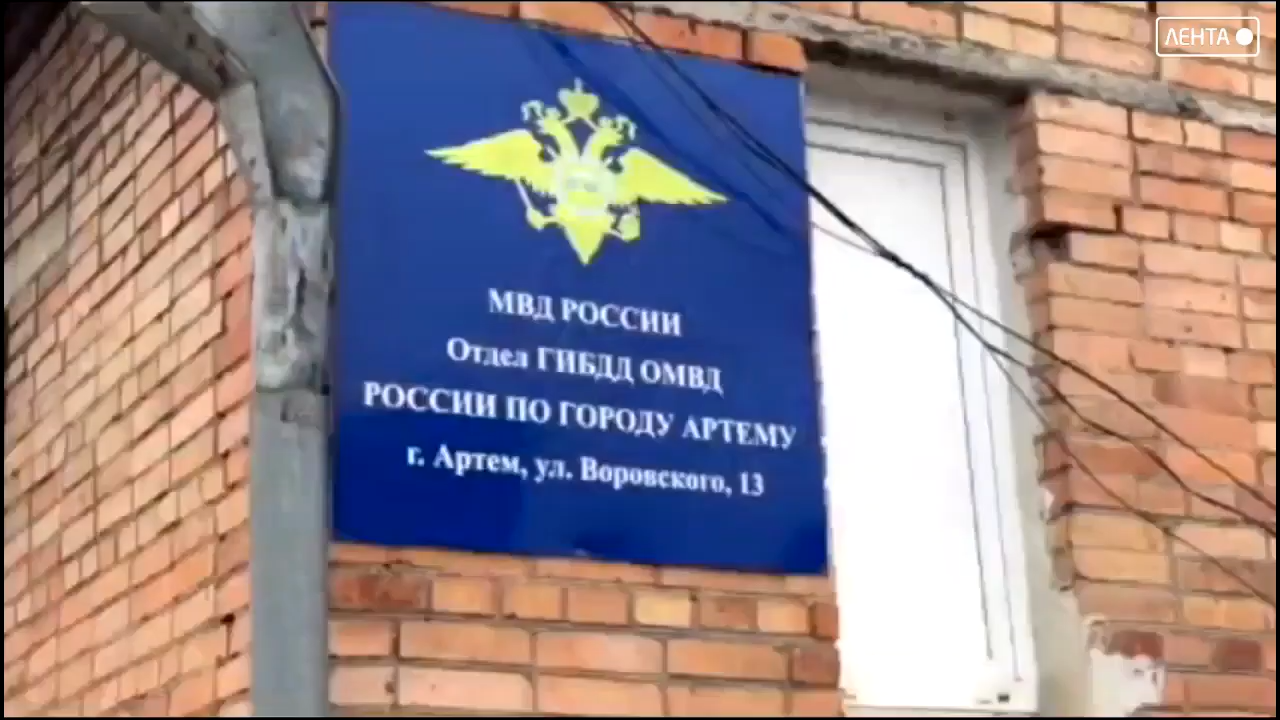 ЛЕНТА
МВД РОССИИ
Отдел ГИБДД ОМВД
РОССИИ ПО ГОРОДУ АРТЕМУ
г. Артем, ул. Воровского, 13